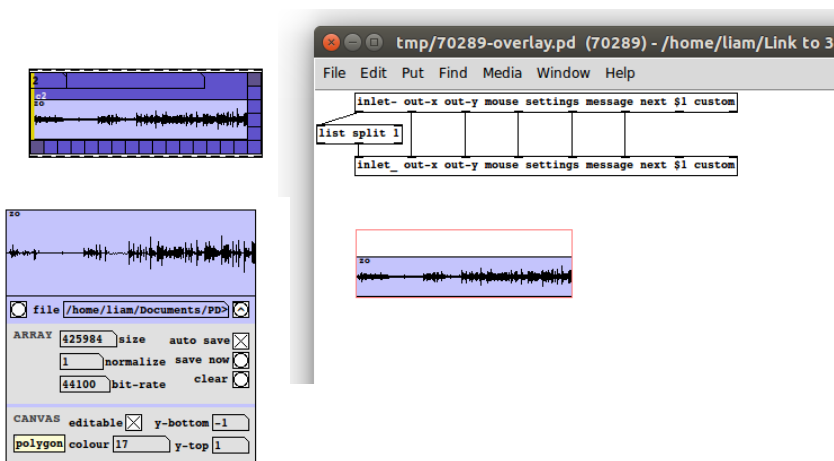 tmp/70289-overlay.pd (70289) - /home/liam/Link to 3
File Edit Put Find Media Window Help
inlet- out-x out-y mouse settings message next $1 custom
list split 1
inlet_ out-x out-y mouse settings message next $1 custom
zo
2
c2
zo
zo
file /home/liam/Documents/PD>
ARRAY 425984 size auto save
1 normalize save now
44100 bit-rate clear
CANVAS editable y-bottom -1
polygon colour 17 y-top 1